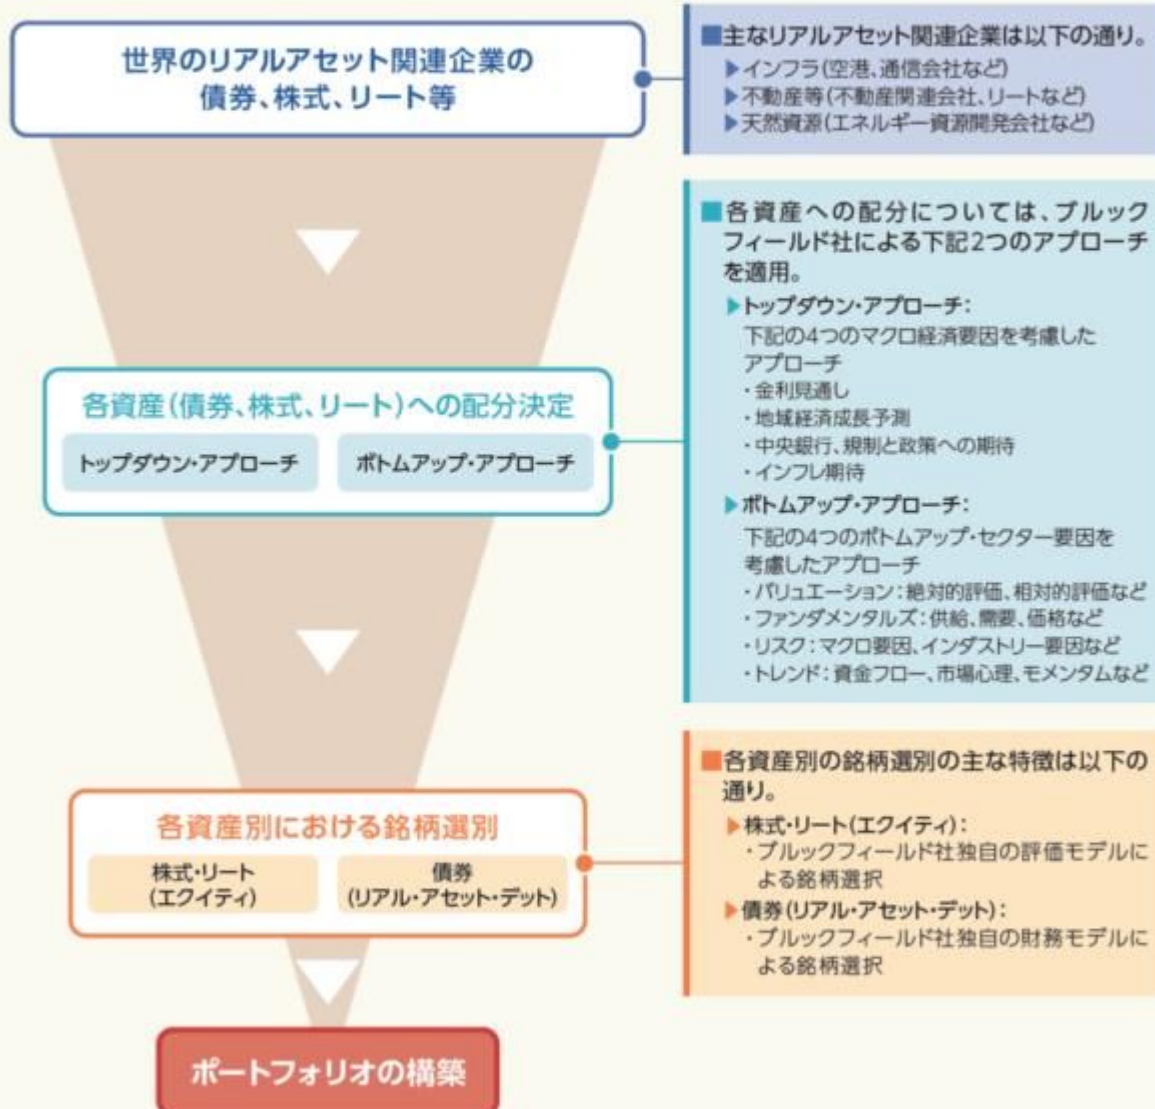 世界のリアルアセット関連企業の
債券、株式、リート等
■主なリアルアセット関連企業は以下の通り。
▶インフラ(空港、通信会社など)
▶不動産等(不動産関連会社、リートなど)
▶天然資源(エネルギー資源開発会社など)
各資産(債券、株式、リート)への配分決定
トップダウン・アプローチ
ボトムアップ・アプローチ
■各資産への配分については、ブルック
フィールド社による下記2つのアプローチ
を適用。
▶トップダウン・アプローチ:
下記の4つのマクロ経済要因を考慮した
アプローチ
・金利見通し
・地域経済成長予測
・中央銀行、規制と政策への期待
・インフレ期待
▶ボトムアップ・アプローチ:
下記の4つのボトムアップ・セクター要因を
考慮したアプローチ
・バリュエーション:絶対的評価、相対的評価など
・ファンダメンタルズ:供給、需要、価格など
・リスク:マクロ要因、インダストリー要因など
・トレンド:資金フロー、市場心理、モメンタムなど
各資産別における銘柄選別
株式・リート
(エクイティ)
債券
(リアル・アセット・デット)
■各資産別の銘柄選別の主な特徴は以下の
通り。
▶株式・リート(エクイティ):
・ブルックフィールド社独自の評価モデルに
よる銘柄選択
▶債券(リアル・アセット・デット):
・ブルックフィールド社独自の財務モデルに
よる銘柄選択
ポートフォリオの構築